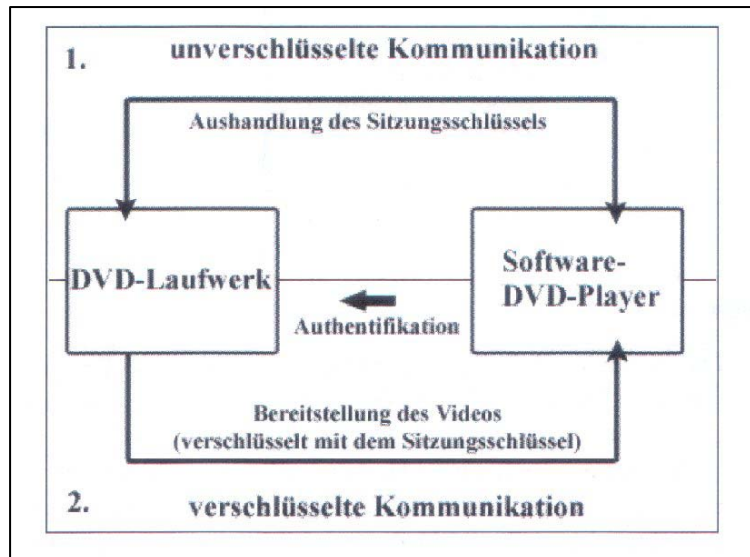 1. unverschlüsselte Kommunikation
Aushandlung des Sitzungsschlüssels
DVD-Laufwerk
Software-
DVD-Player
Authentifikation
Bereitstellung des Videos
(verschlüsselt mit dem Sitzungsschlüssel)
2. verschlüsselte Kommunikation